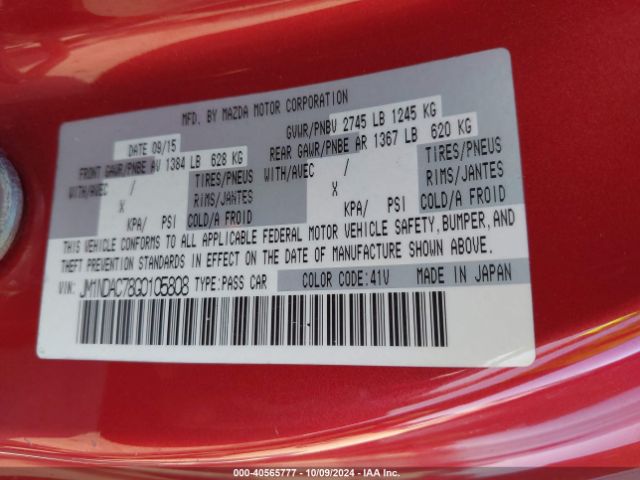 MFD. BY MAZDA MOTOR CORPORATION
DATE 09/15 GVWR/PNBV 2745 LB 1245 KG
FRONT GAWR/PNBE AV 1384 LB 628 KG REAR GAWR/PNBE AR 1367 LB 620 KG
WITH/AVEC / TIRES/PNEUS WITH/AVEC / TIRES/PNEUS
X RIMS/JANTES X RIMS/JANTES
KPA/ PSI COLD/A FROID KPA/ PSI COLD/A FROID
THIS VEHICLE CONFORMS TO ALL APPLICABLE FEDERAL MOTOR VEHICLE SAFETY, BUMPER, AND
THEFT PREVENTION STANDARDS IN EFFECT ON THE DATE OF MANUFACTURE SHOWN ABOVE.
VIN: JM1NDAC78G0105808 TYPE:PASS CAR COLOR CODE:41V MADE IN JAPAN
000-40565777 - 10/09/2024 - IAA Inc.